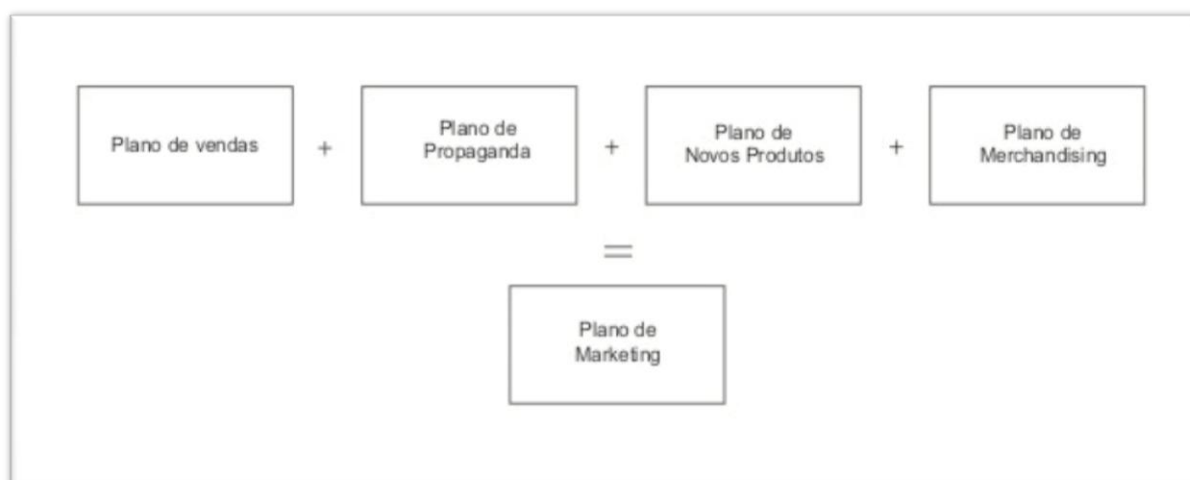 Plano de vendas
+
Plano de
Propaganda
+
Plano de
Novos Produtos
+
Plano de
Merchandising
=
Plano de
Marketing